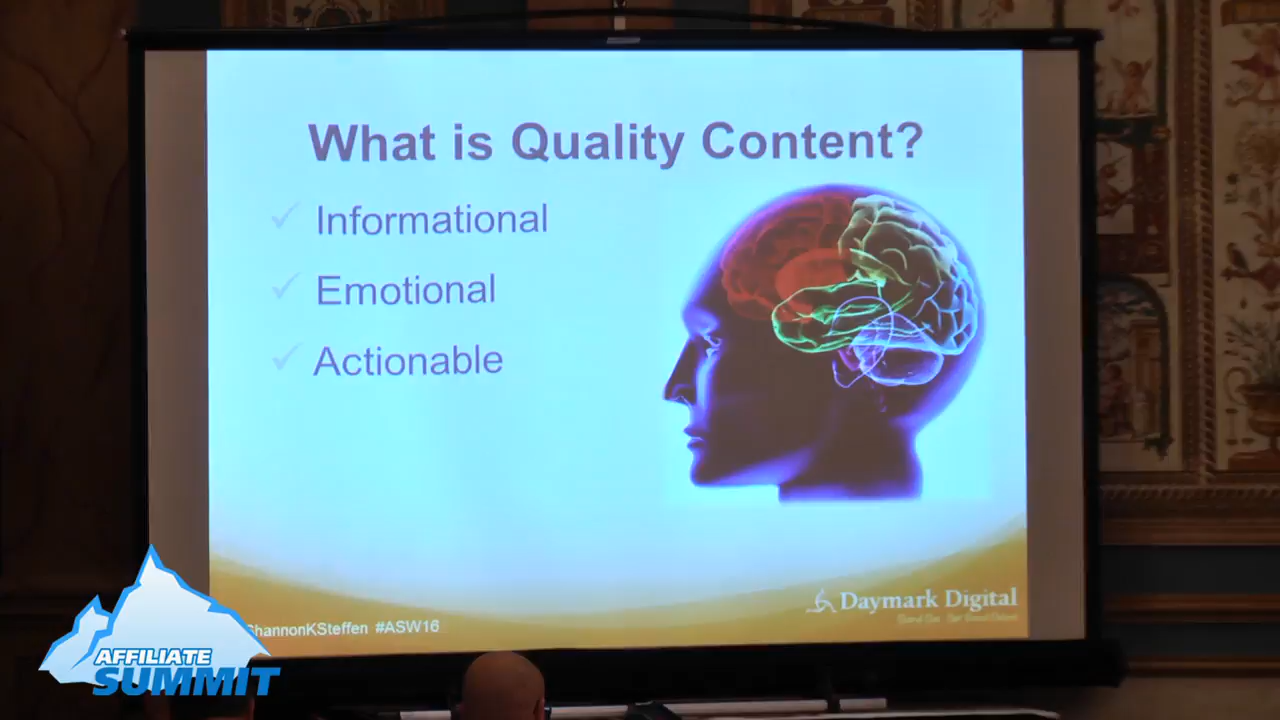 What is Quality Content?
Informational
Emotional
Actionable
Daymark Digital
ShannonKSteffen #ASW16
AFFILIATE
SUMMIT